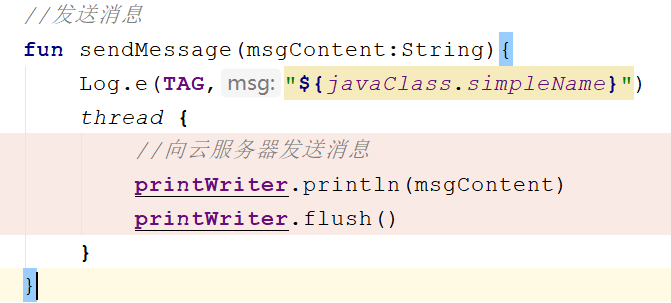 //发送消息
fun sendMessage(msgContent:String){
    Log.e(TAG, msg: "${javaClass.simpleName}")
    thread {
        //向云服务器发送消息
        printWriter.println(msgContent)
        printWriter.flush()
    }
}